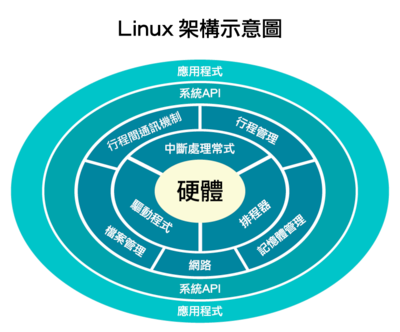 Linux 架構示意圖
應用程式
系統API
行程間通訊機制
行程管理
中斷處理常式
硬體
驅動程式
排程器
檔案管理
記憶體管理
網路
系統API
應用程式